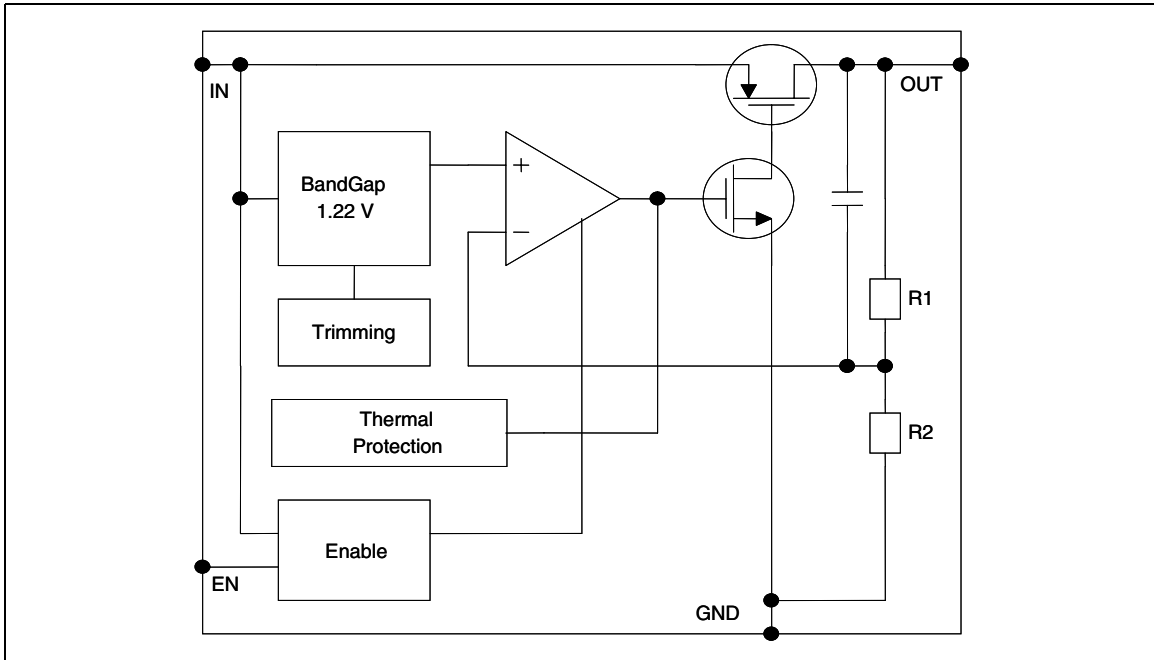 IN
OUT
BandGap
1.22 V
+
−
R1
Trimming
Thermal
Protection
R2
Enable
EN
GND